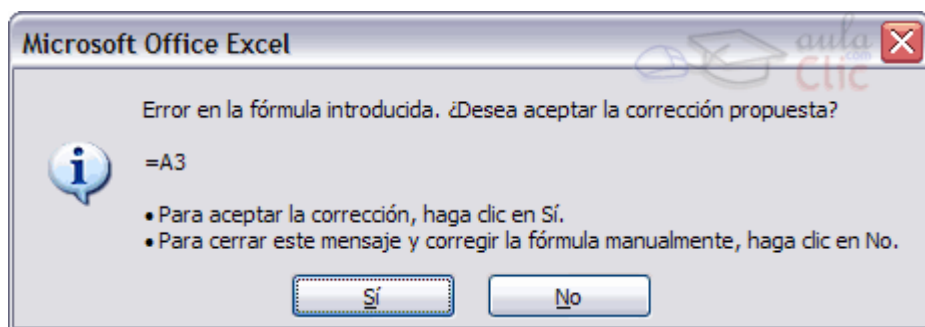 Microsoft Office Excel
aula
.com
Clic
Error en la fórmula introducida. ¿Desea aceptar la corrección propuesta?
=A3
• Para aceptar la corrección, haga clic en Sí.
• Para cerrar este mensaje y corregir la fórmula manualmente, haga clic en No.
Sí No